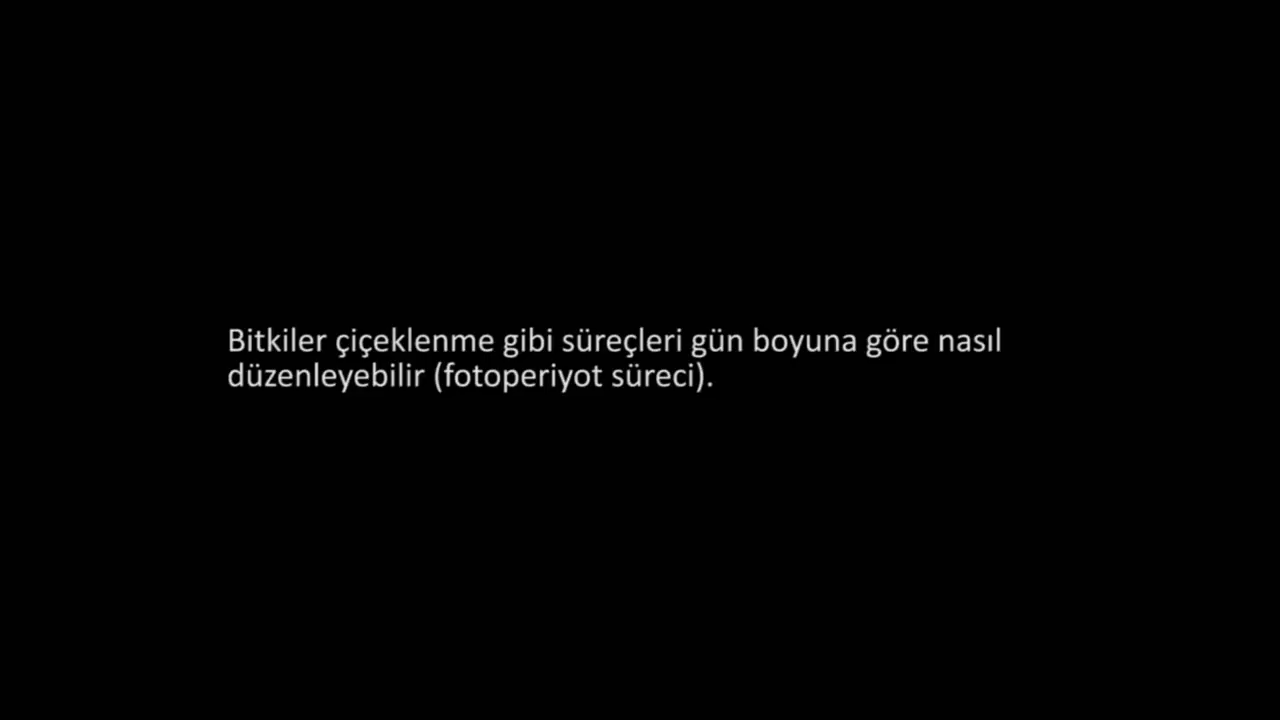 Bitkiler çiçeklenme gibi süreçleri gün boyuna göre nasıl
düzenleyebilir (fotoperiyot süreci).